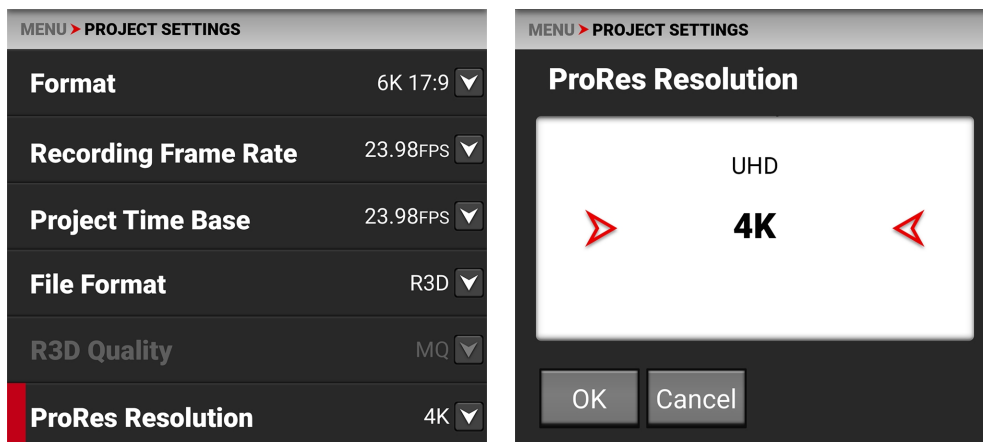 MENU ➤ PROJECT SETTINGS
Format 6K 17:9
Recording Frame Rate 23.98FPS
Project Time Base 23.98FPS
File Format R3D
R3D Quality MQ
ProRes Resolution 4K
MENU ➤ PROJECT SETTINGS
ProRes Resolution
UHD
4K
OK Cancel